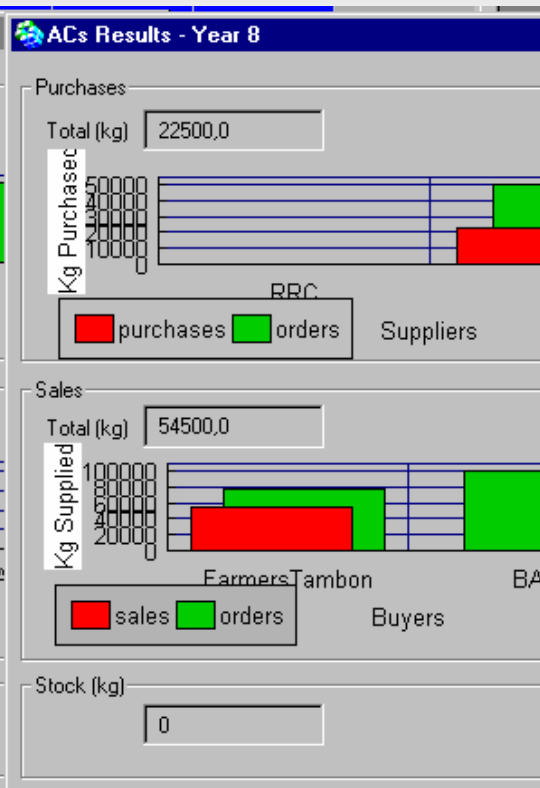 ACs Results - Year 8
Purchases
Total (kg) 22500,0
Kg Purchased
50000
40000
30000
20000
10000
0
RRC
purchases orders
Suppliers
Sales
Total (kg) 54500,0
Kg Supplied
100000
80000
60000
40000
20000
0
FarmersTambon
BA
sales orders
Buyers
Stock (kg)
0